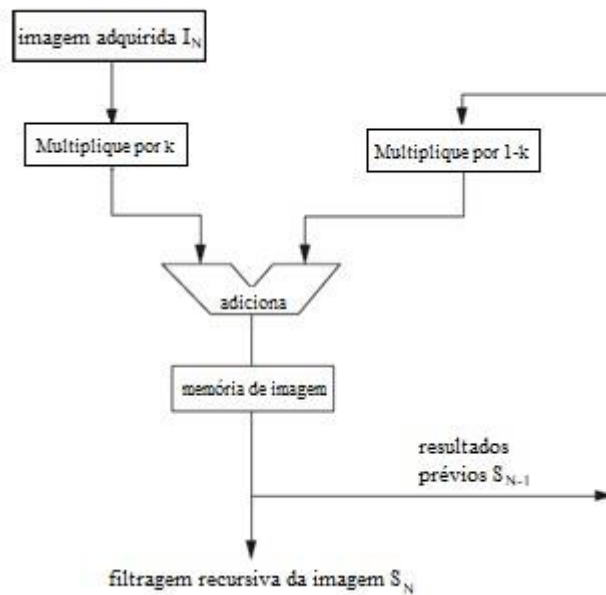 imagem adquirida I_N
Multiplique por k
Multiplique por 1-k
adiciona
memória de imagem
resultados
prévios S_N-1
filtragem recursiva da imagem S_N